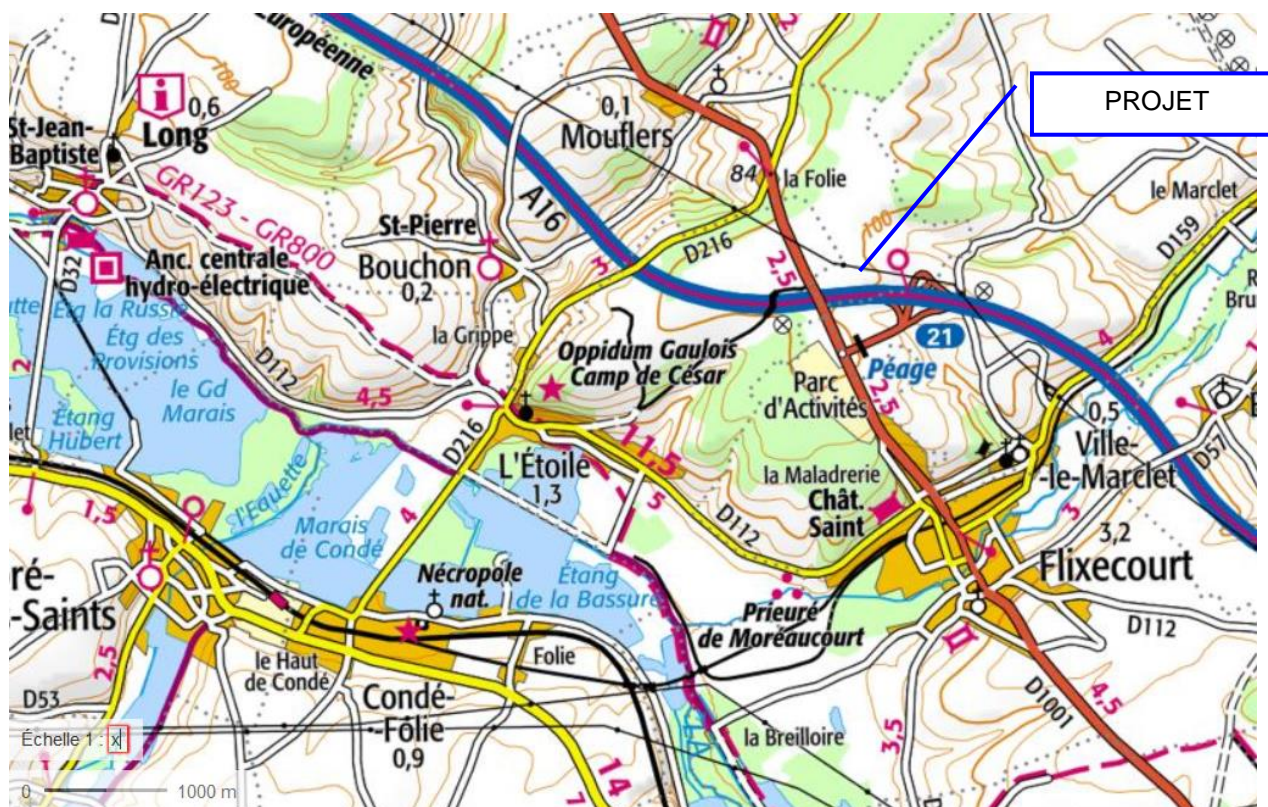 Européenne
PROJET
0,6
100
Long
St-Jean-
Baptiste
0,1
Mouflers
84
la Folie
le Marclet
GR123 - GR800
A16
St-Pierre
Bouchon
0,2
D216
3
2,5
100
D159
D32
Anc. centrale
hydro-électrique
Etg la Russie
Étg des
Provisions
la Grippe
4
21
Péage
D112
le Gd
Marais
Oppidum Gaulois
Camp de César
Parc
d'Activités
2
4,5
2,5
Étang
Hubert
0,5
Ville-
-le-Marclet
D57
D216
11,5
L'Étoile
1,3
5
la Maladrerie
Chât.
Saint
1,5
l'Eauette
4
D112
3
Marais
de Condé
3,2
Flixecourt
ré-
-Saints
Nécropole
nat.
Étang
de la Bassure
Prieuré
de Moréaucourt
D112
2,5
le Haut
de Condé
Folie
D53
Condé-
-Folie
0,9
D1001
4,5
3,5
la Breilloire
14
7
Échelle 1 : x
0
1000 m